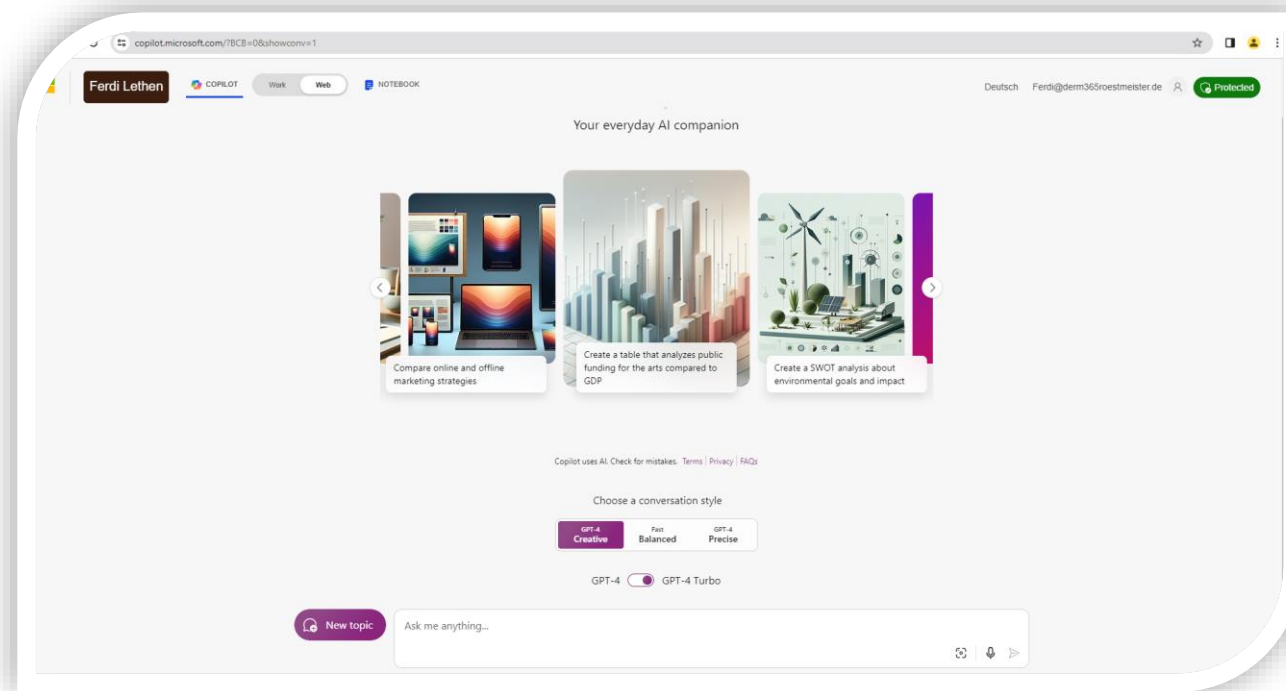 copilot.microsoft.com/?BCB=0&showconv=1
Ferdi Lethen
COPILOT
Work
Web
NOTEBOOK
Deutsch
Ferdi@derm365roestmeister.de
Protected
Your everyday AI companion
Compare online and offline
marketing strategies
Create a table that analyzes public
funding for the arts compared to
GDP
Create a SWOT analysis about
environmental goals and impact
Copilot uses AI. Check for mistakes. Terms | Privacy | FAQs
Choose a conversation style
GPT-4
Creative
Fast
Balanced
GPT-4
Precise
GPT-4
GPT-4 Turbo
New topic
Ask me anything...